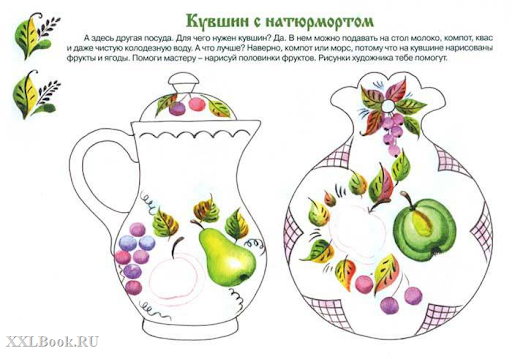 Кувшин с натюрмортом
А здесь другая посуда. Для чего нужен кувшин? Да. В нем можно подавать на стол молоко, компот, квас
и даже чистую колодезную воду. А что лучше? Наверно, компот или морс, потому что на кувшине нарисованы
фрукты и ягоды. Помоги мастеру – нарисуй половинки фруктов. Рисунки художника тебе помогут.
XXLBook.RU